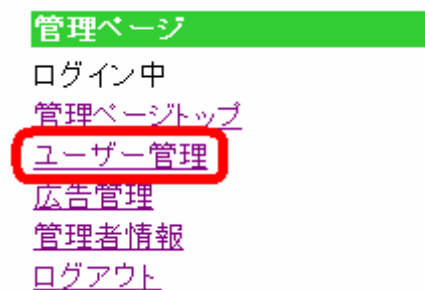 管理ページ
ログイン中
管理ページトップ
ユーザー管理
広告管理
管理者情報
ログアウト